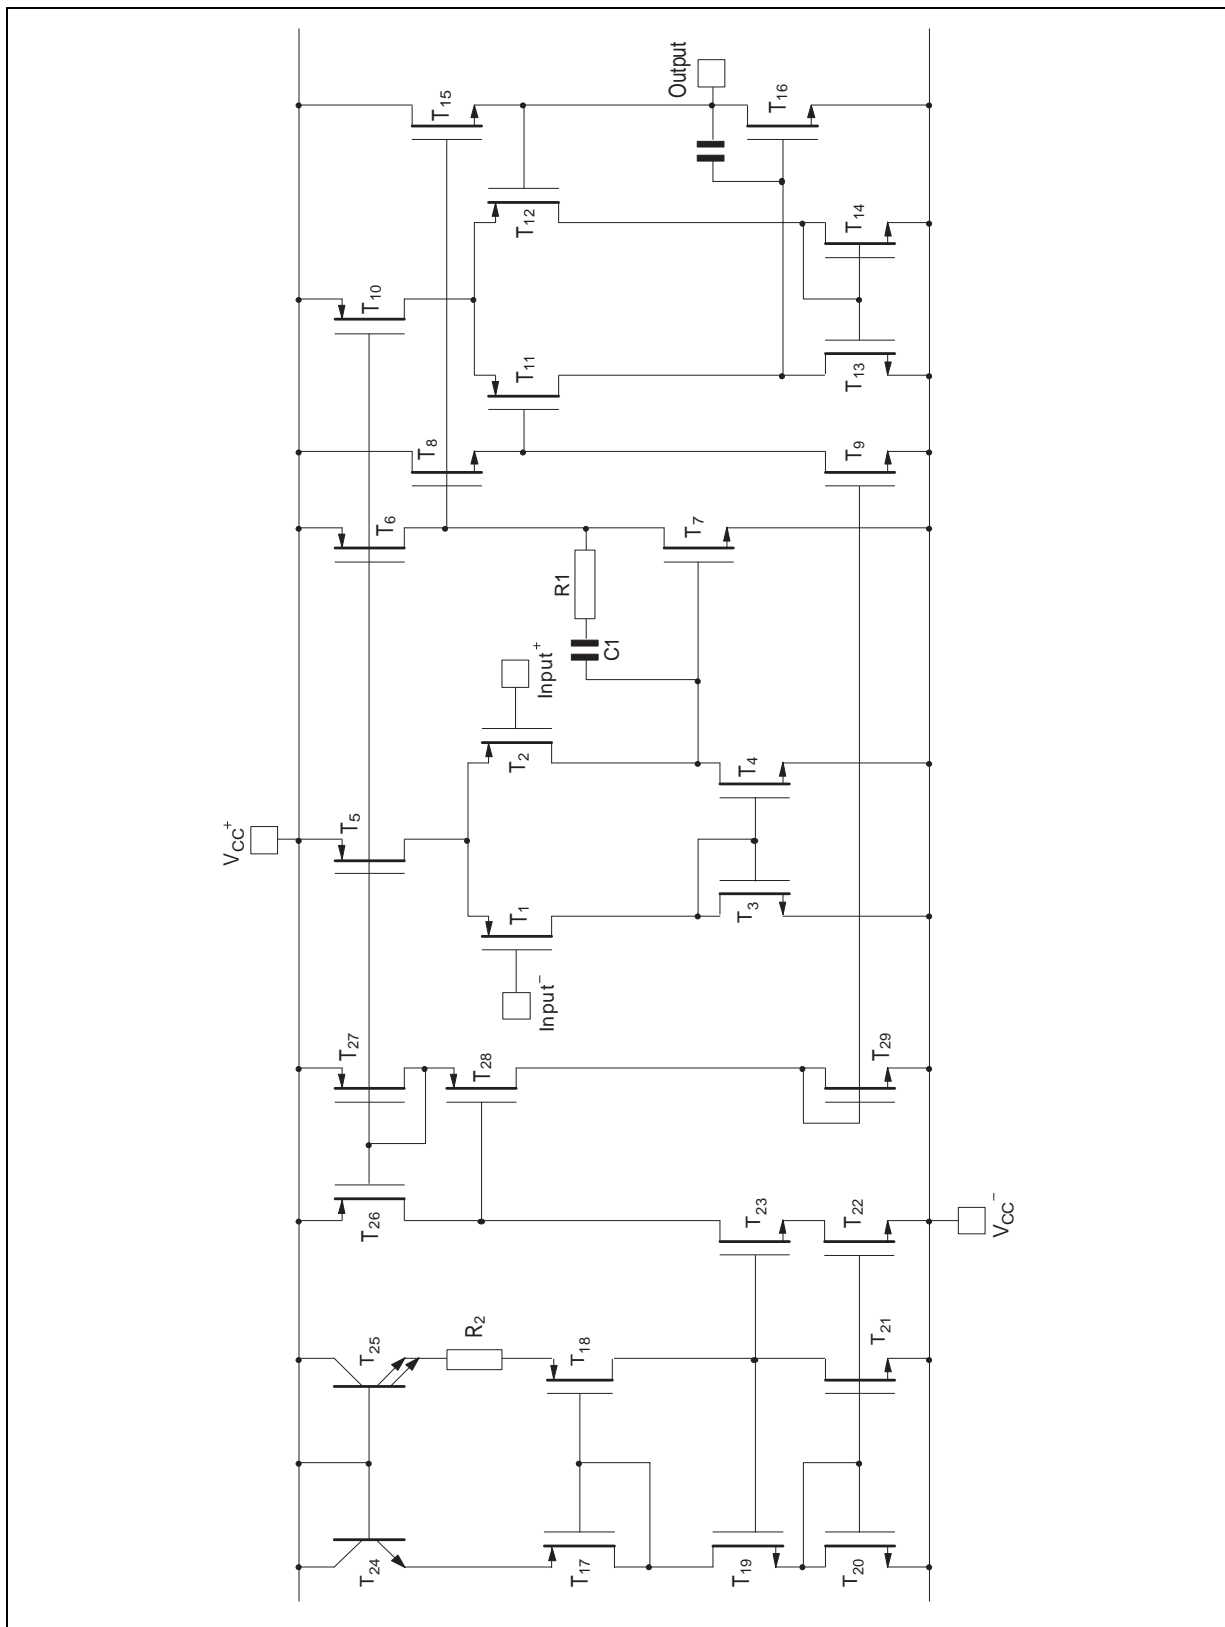 T24
T25
R2
T17
T18
T19
T20
T21
T26
T23
T22
VCC−
T27
T28
T29
Input−
T1
VCC+
T5
T2
Input+
T3
T4
C1
R1
T6
T7
T8
T9
T10
T11
T12
T13
T14
T15
Output
T16